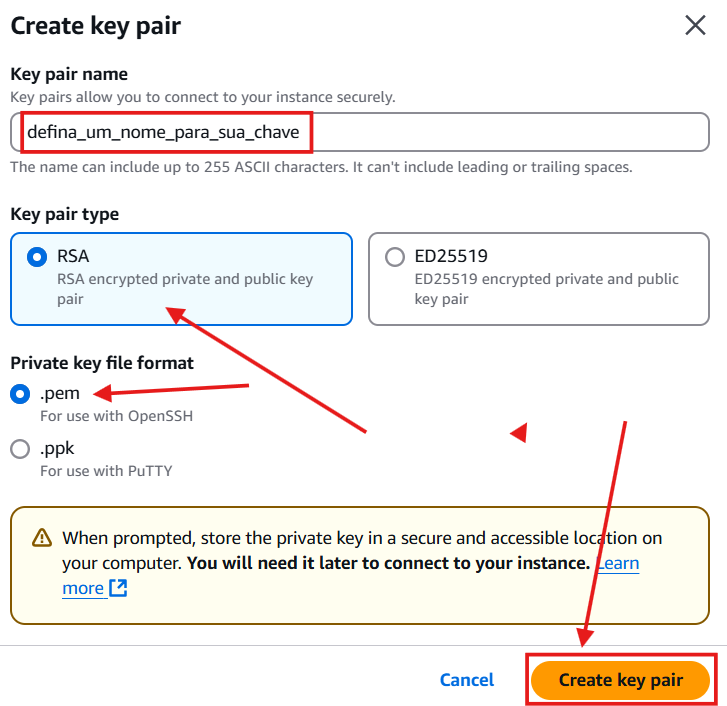 Create key pair
Key pair name
Key pairs allow you to connect to your instance securely.
defina_um_nome_para_sua_chave
The name can include up to 255 ASCII characters. It can't include leading or trailing spaces.
Key pair type
RSA
RSA encrypted private and public key
pair
ED25519
ED25519 encrypted private and public
key pair
Private key file format
.pem
For use with OpenSSH
.ppk
For use with PuTTY
When prompted, store the private key in a secure and accessible location on
your computer. You will need it later to connect to your instance. Learn
more
Cancel
Create key pair